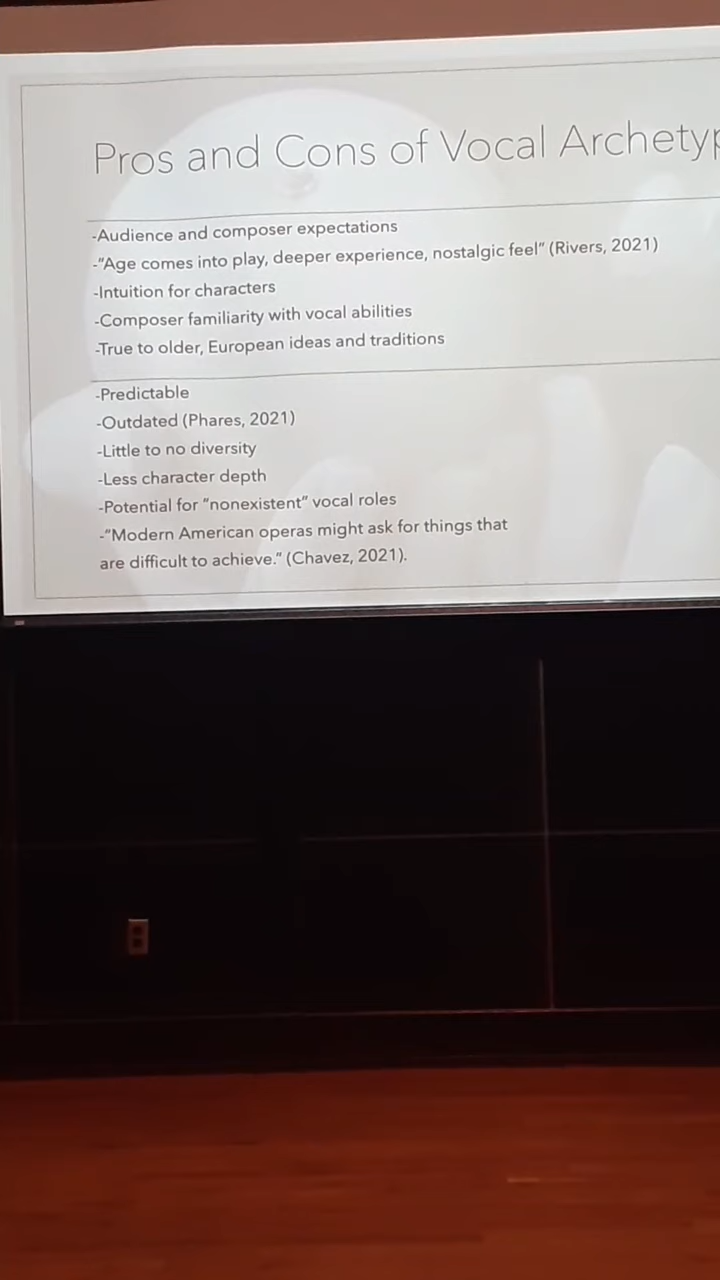 Pros and Cons of Vocal Archetyp
-Audience and composer expectations
-"Age comes into play, deeper experience, nostalgic feel" (Rivers, 2021)
-Intuition for characters
-Composer familiarity with vocal abilities
-True to older, European ideas and traditions
-Predictable
-Outdated (Phares, 2021)
-Little to no diversity
-Less character depth
-Potential for "nonexistent" vocal roles
-"Modern American operas might ask for things that
are difficult to achieve." (Chavez, 2021).